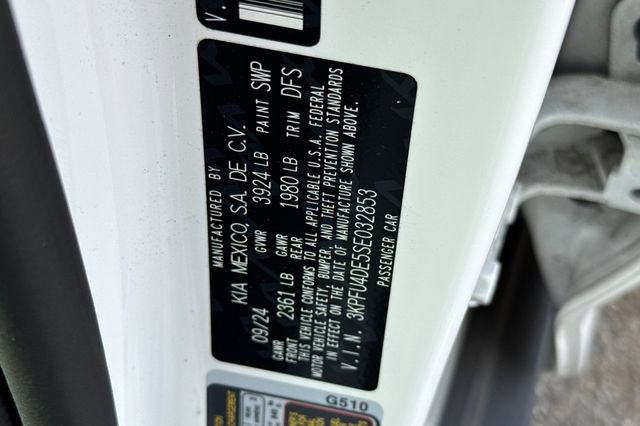 V.
MANUFACTURED BY
KIA MEXICO, S.A. DE C.V.
09/24 GVWR 3924 LB PAINT SWP
GAWR FRONT 2361 LB GAWR REAR 1980 LB TRIM DFS
THIS VEHICLE CONFORMS TO ALL APPLICABLE U.S.A. FEDERAL
MOTOR VEHICLE SAFETY, BUMPER, AND THEFT PREVENTION STANDARDS
IN EFFECT ON THE DATE OF MANUFACTURE SHOWN ABOVE.
V.I.N. 3KPFU4DE5SE032853
PASSENGER CAR
G510